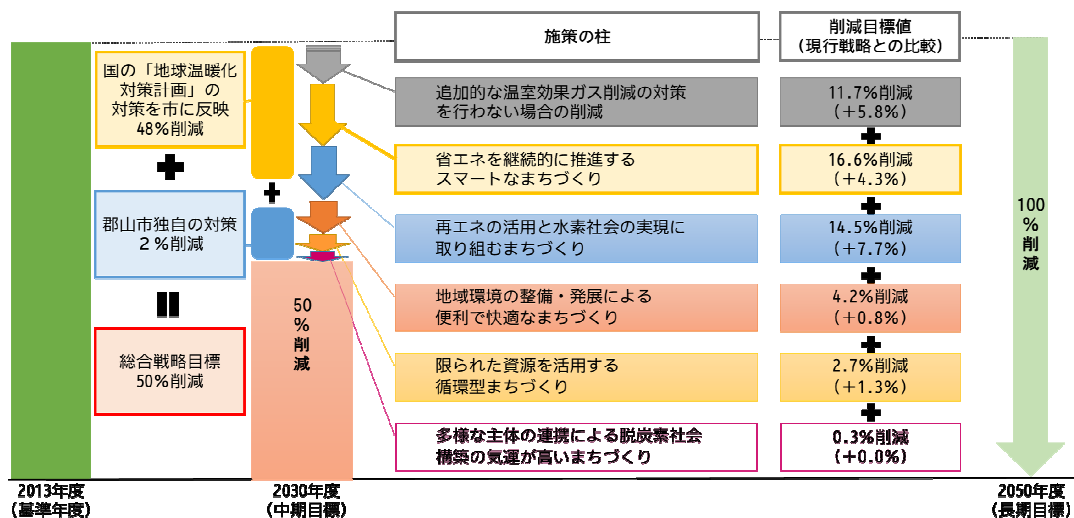 国の「地球温暖化
対策計画」の
対策を市に反映
48%削減
郡山市独自の対策
２%削減
総合戦略目標
50%削減
50%削減
施策の柱
削減目標値
（現行戦略との比較）
追加的な温室効果ガス削減の対策
を行わない場合の削減
11.7%削減
（+5.8%）
省エネを継続的に推進する
スマートなまちづくり
16.6%削減
（+4.3%）
再エネの活用と水素社会の実現に
取り組むまちづくり
14.5%削減
（+7.7%）
地域環境の整備・発展による
便利で快適なまちづくり
4.2%削減
（+0.8%）
限られた資源を活用する
循環型まちづくり
2.7%削減
（+1.3%）
多様な主体の連携による脱炭素社会
構築の気運が高いまちづくり
0.3%削減
（+0.0%）
100%削減
2013年度
（基準年度）
2030年度
（中期目標）
2050年度
（長期目標）